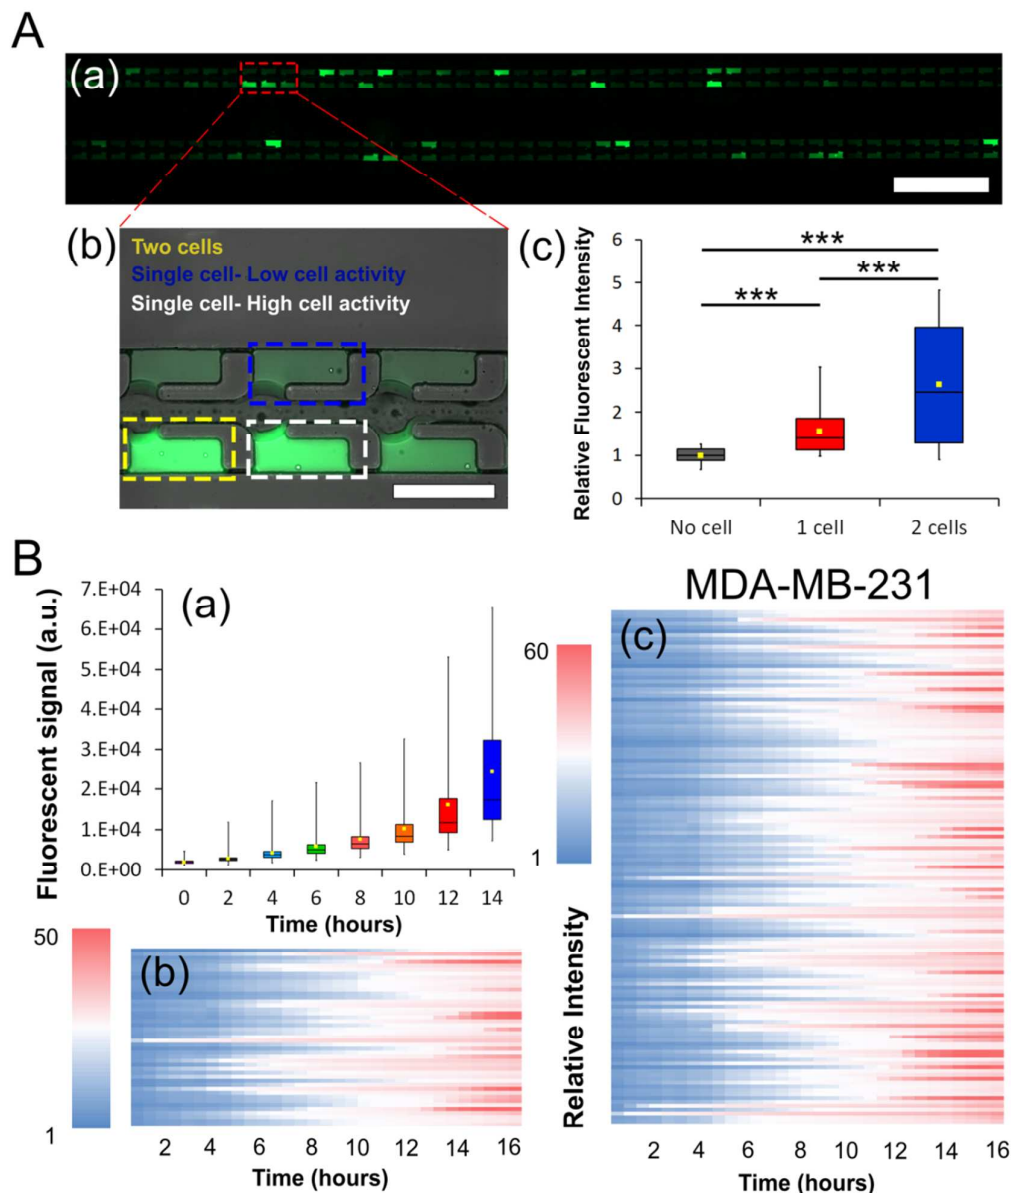 A
(a)
(b)
Two cells
Single cell- Low cell activity
Single cell- High cell activity
(c)
Relative Fluorescent Intensity
6
5
4
3
2
1
0
***
***
***
No cell
1 cell
2 cells
B
(a)
Fluorescent signal (a.u.)
7.E+04
6.E+04
5.E+04
4.E+04
3.E+04
2.E+04
1.E+04
0.E+00
0 2 4 6 8 10 12 14
Time (hours)
50
1
(b)
2 4 6 8 10 12 14 16
Time (hours)
MDA-MB-231
60
1
(c)
Relative Intensity
2 4 6 8 10 12 14 16
Time (hours)